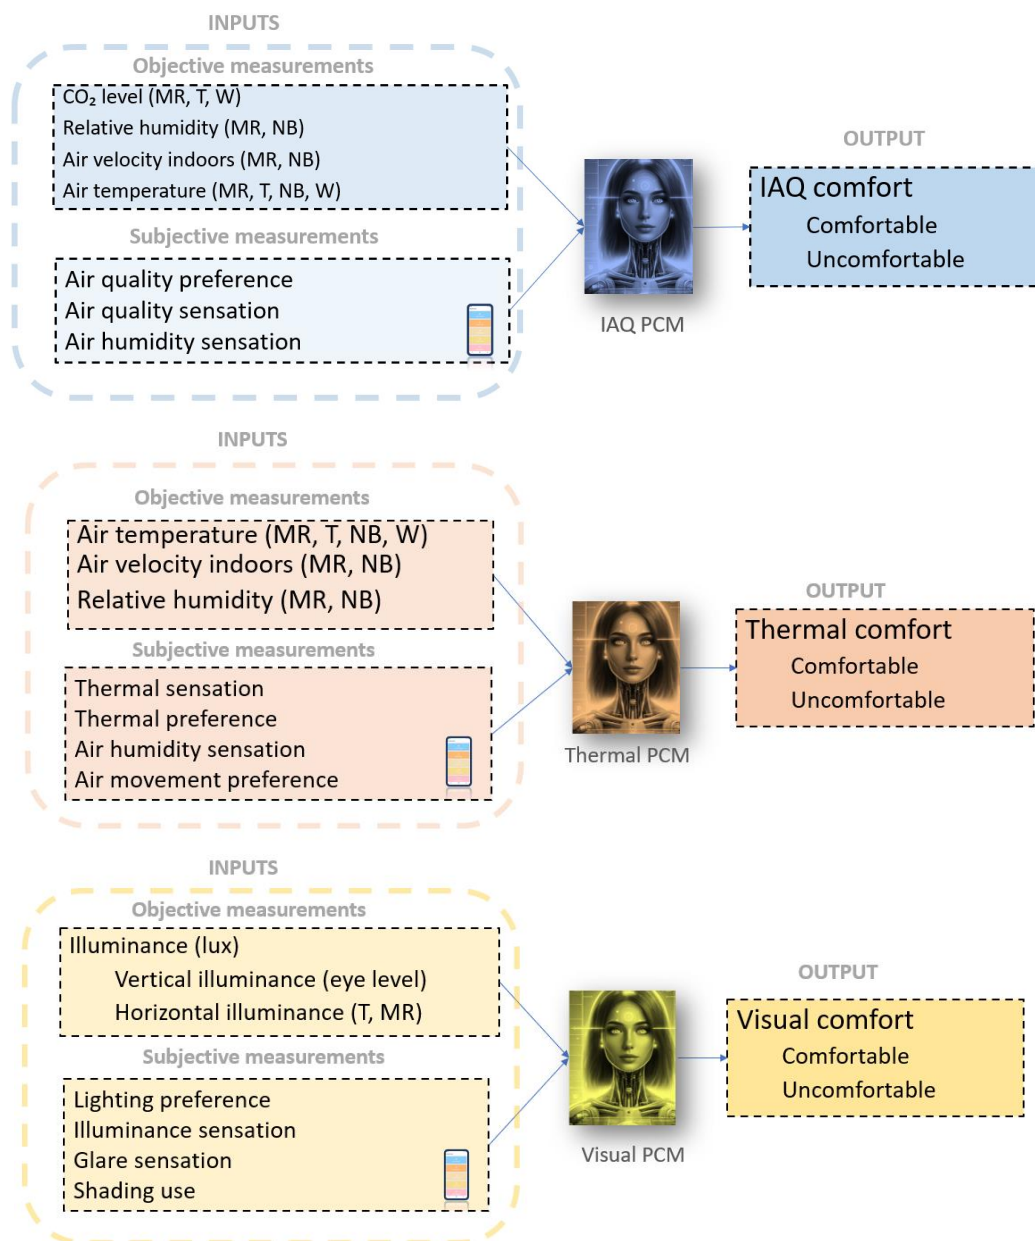 INPUTS
Objective measurements
CO₂ level (MR, T, W)
Relative humidity (MR, NB)
Air velocity indoors (MR, NB)
Air temperature (MR, T, NB, W)
Subjective measurements
Air quality preference
Air quality sensation
Air humidity sensation
IAQ PCM
OUTPUT
IAQ comfort
Comfortable
Uncomfortable
INPUTS
Objective measurements
Air temperature (MR, T, NB, W)
Air velocity indoors (MR, NB)
Relative humidity (MR, NB)
Subjective measurements
Thermal sensation
Thermal preference
Air humidity sensation
Air movement preference
Thermal PCM
OUTPUT
Thermal comfort
Comfortable
Uncomfortable
INPUTS
Objective measurements
Illuminance (lux)
Vertical illuminance (eye level)
Horizontal illuminance (T, MR)
Subjective measurements
Lighting preference
Illuminance sensation
Glare sensation
Shading use
Visual PCM
OUTPUT
Visual comfort
Comfortable
Uncomfortable